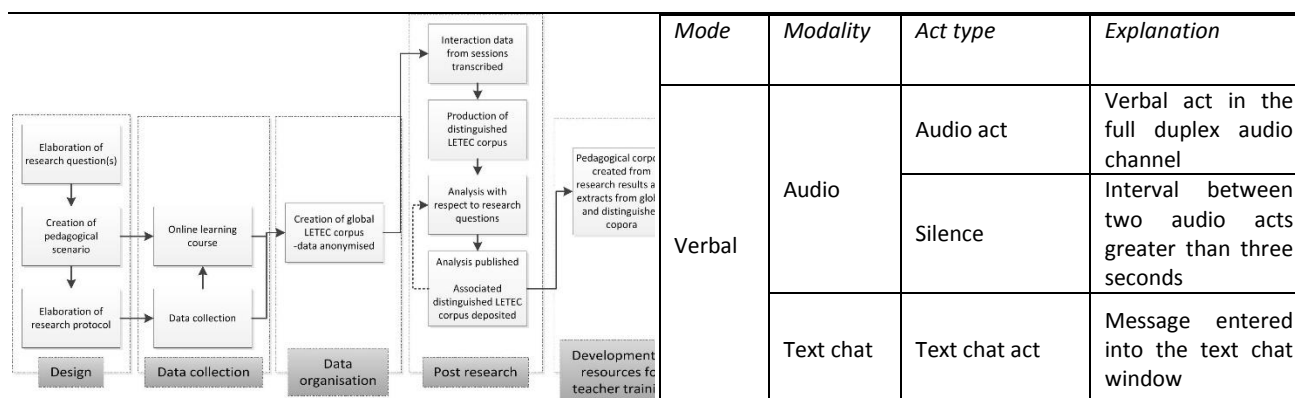 Elaboration of
research question(s)
Creation of
pedagogical
scenario
Elaboration of
research protocol
Design
Online learning
course
Data collection
Data collection
Creation of global
LETEC corpus
-data anonymised
Data
organisation
Interaction data
from sessions
transcribed
Production of
distinguished
LETEC corpus
Analysis with
respect to research
questions
Analysis published
Associated
distinguished LETEC
corpus deposited
Post research
Pedagogical corpo
created from
research results a
extracts from glob
and distinguishe
copora
Development
resources fo
teacher traini
Mode Modality Act type Explanation
Verbal
Audio
Audio act
Verbal act in the
full duplex audio
channel
Silence
Interval between
two audio acts
greater than three
seconds
Text chat
Text chat act
Message entered
into the text chat
window